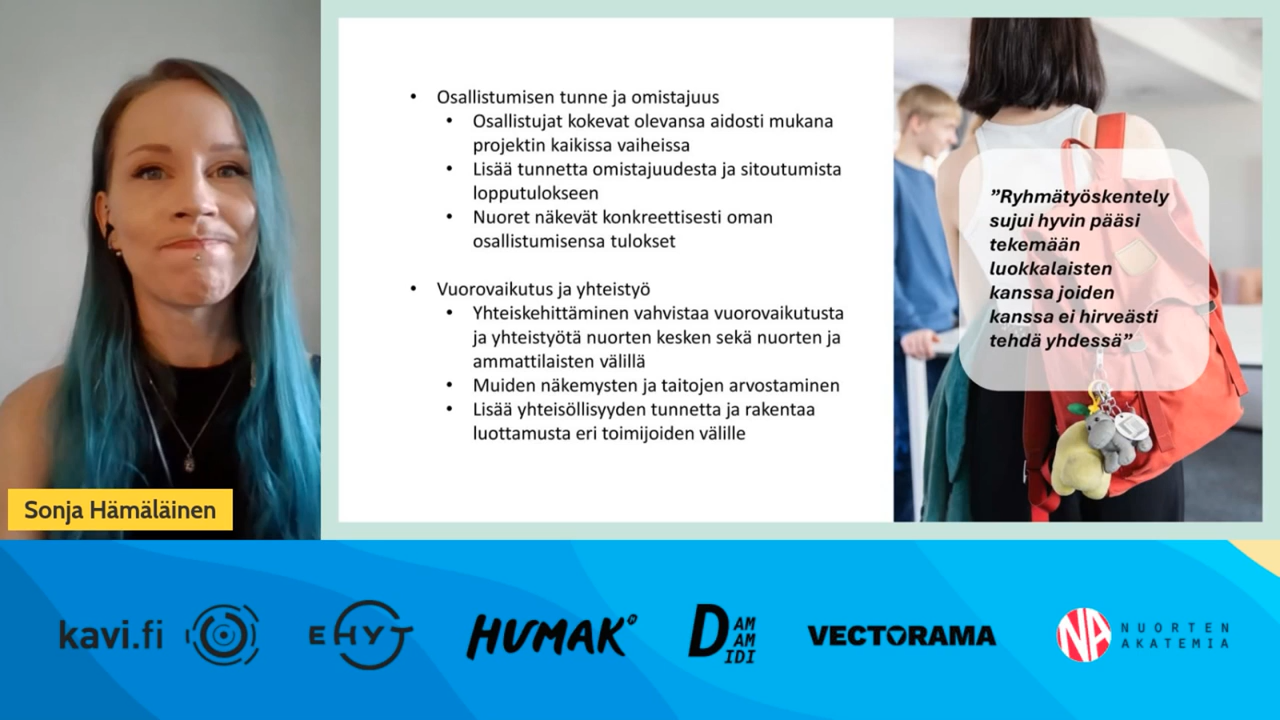 Osallistumisen tunne ja omistajuus
Osallistujat kokevat olevansa aidosti mukana
projektin kaikissa vaiheissa
Lisää tunnetta omistajuudesta ja sitoutumista
lopputulokseen
Nuoret näkevät konkreettisesti oman
osallistumisensa tulokset
Vuorovaikutus ja yhteistyö
Yhteiskehittäminen vahvistaa vuorovaikutusta
ja yhteistyötä nuorten kesken sekä nuorten ja
ammattilaisten välillä
Muiden näkemysten ja taitojen arvostaminen
Lisää yhteisöllisyyden tunnetta ja rakentaa
luottamusta eri toimijoiden välille
”Ryhmätyöskentely
sujui hyvin pääsi
tekemään
luokkalaisten
kanssa joiden
kanssa ei hirveästi
tehdä yhdessä”
Sonja Hämäläinen
kavi.fi
EHYT
HUMAK
DAM
AM
IDI
VECTORAMA
NA NUORTEN
AKATEMIA